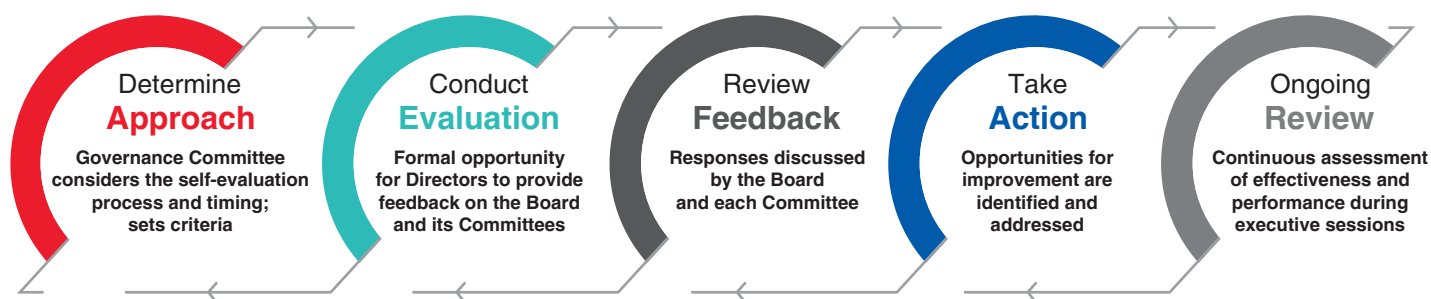 Determine
Approach
Governance Committee
considers the self-evaluation
process and timing;
sets criteria
Conduct
Evaluation
Formal opportunity
for Directors to provide
feedback on the Board
and its Committees
Review
Feedback
Responses discussed
by the Board
and each Committee
Take
Action
Opportunities for
improvement are
identified and
addressed
Ongoing
Review
Continuous assessment
of effectiveness and
performance during
executive sessions